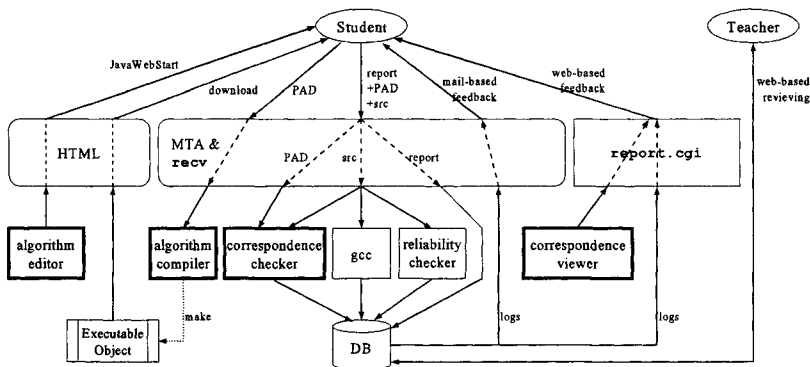 Student
Teacher
JavaWebStart
download
PAD
report
+PAD
+src
mail-based
feedback
web-based
feedback
web-based
revieving
HTML
MTA &
recv
PAD
src
report
report.cgi
algorithm
editor
algorithm
compiler
correspondence
checker
gcc
reliability
checker
correspondence
viewer
Executable
Object
make
DB
logs
logs